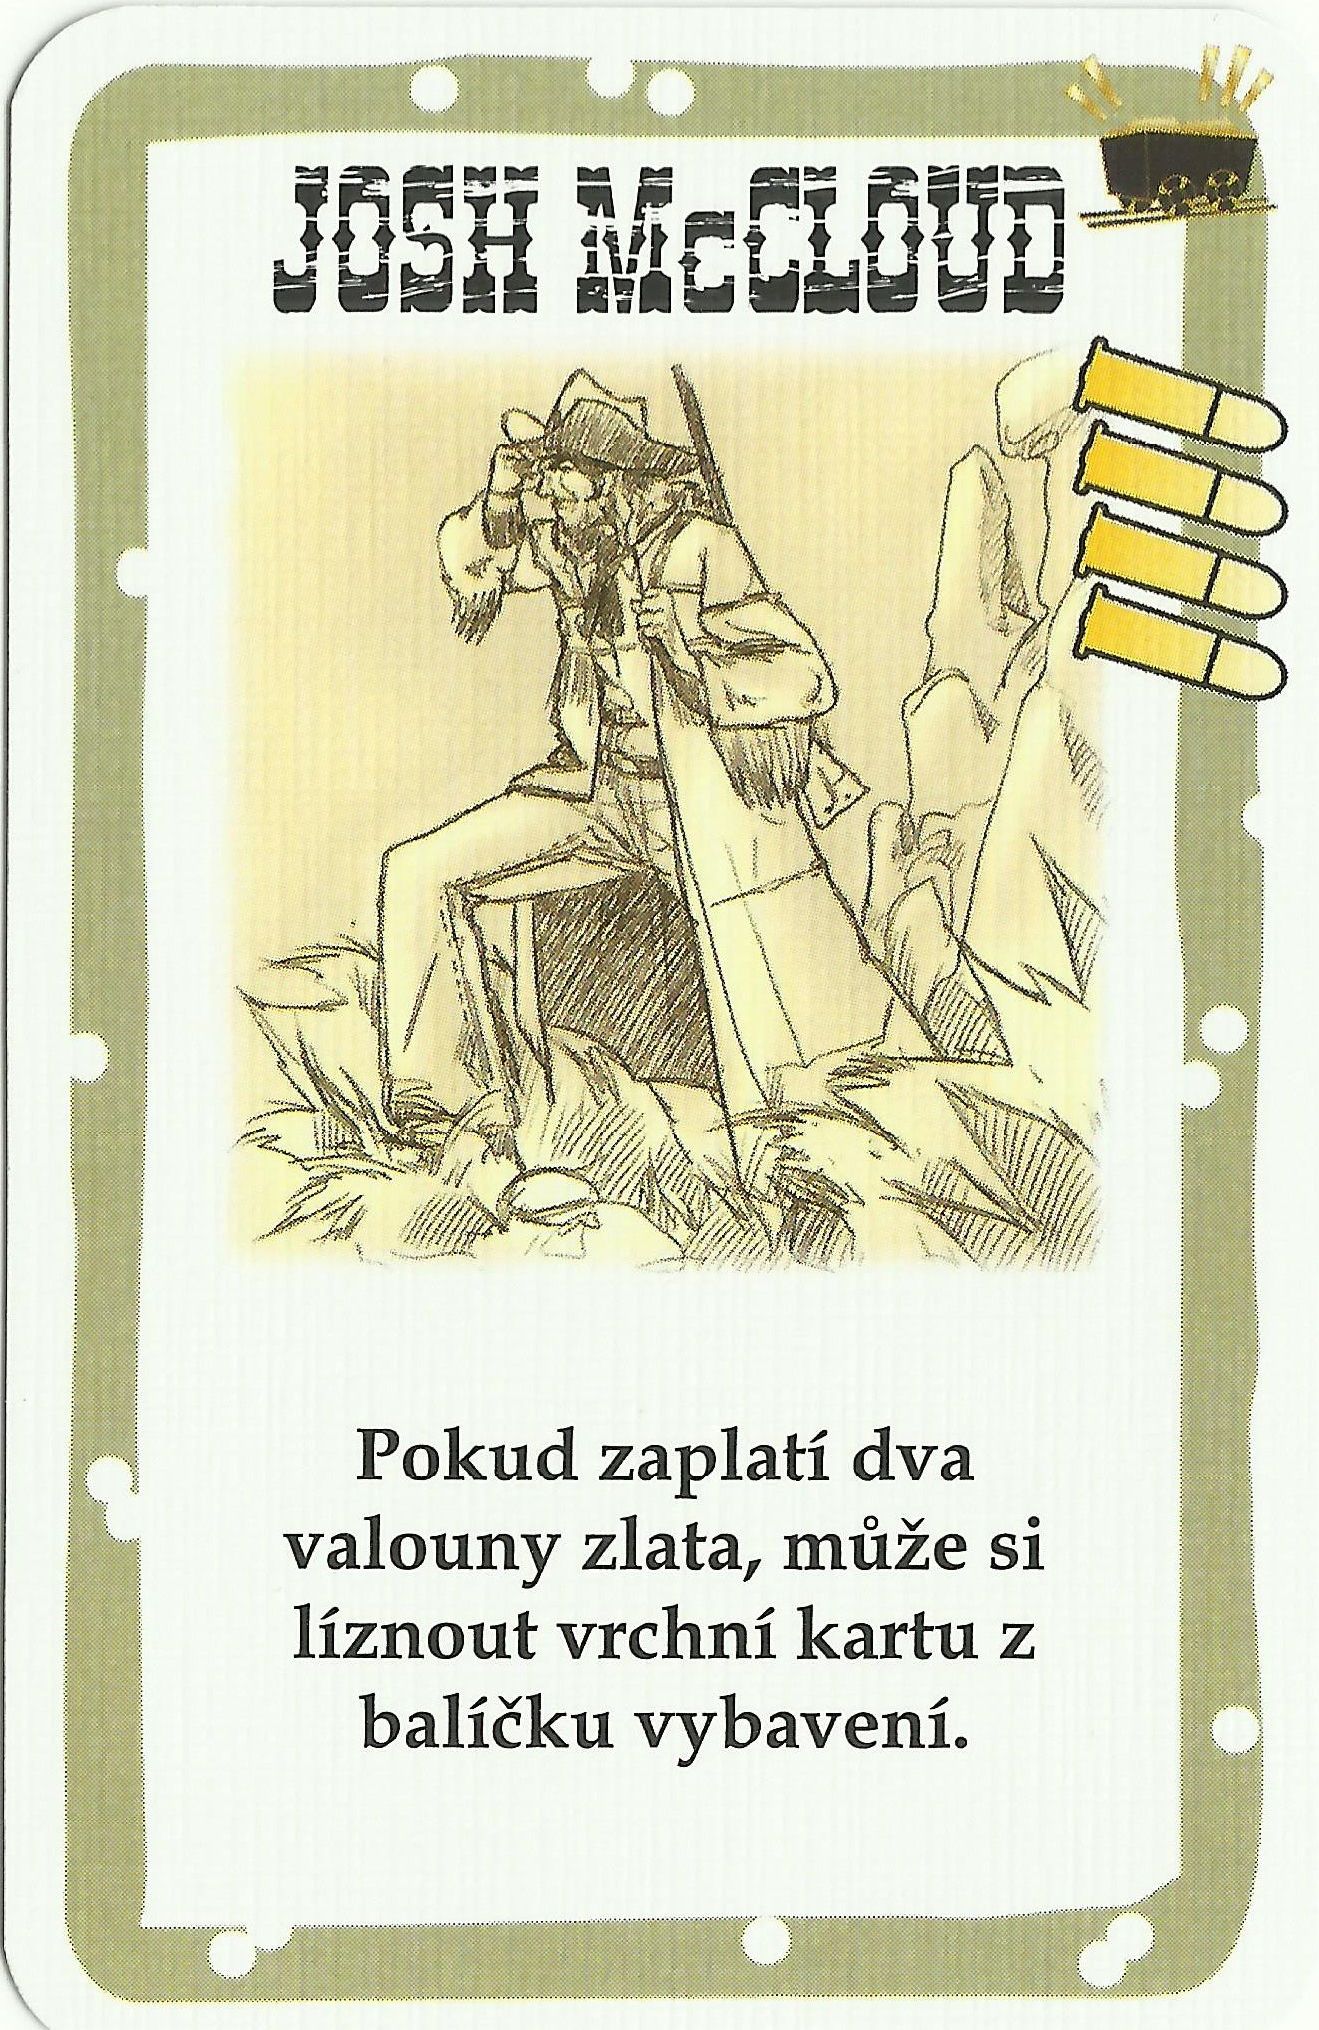 JOSH McCLOUD
Pokud zaplatí dva
valouny zlata, může si
líznout vrchní kartu z
balíčku vybavení.